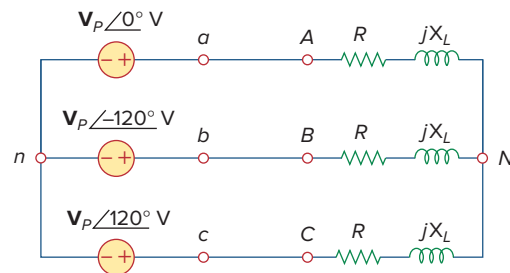 V_P∠0° V
a A R jX_L
− +
V_P∠−120° V
b B R jX_L
n − + N
V_P∠120° V
c C R jX_L
− +